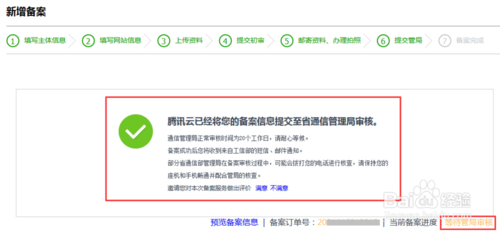 新增备案
1 填写主体信息 2 填写网站信息 3 上传资料 4 提交初审 5 邮寄资料、办理拍照 6 提交管局 7 备案完成
腾讯云已经将您的备案信息提交至省通信管理局审核。
通信管理局正常审核时间为20个工作日,请耐心等待。
备案成功后您将收到来自工信部的短信、邮件通知。
部分省通信管理局在备案审核过程中,可能会拨打您的电话进行核查,请保持您的
座机和手机畅通并配合管局的核查。
邀请您对本次备案服务做出评价 满意 不满意
预览备案信息 | 备案订单号:20 | 当前备案进度:等待管局审核
Baidu 经验